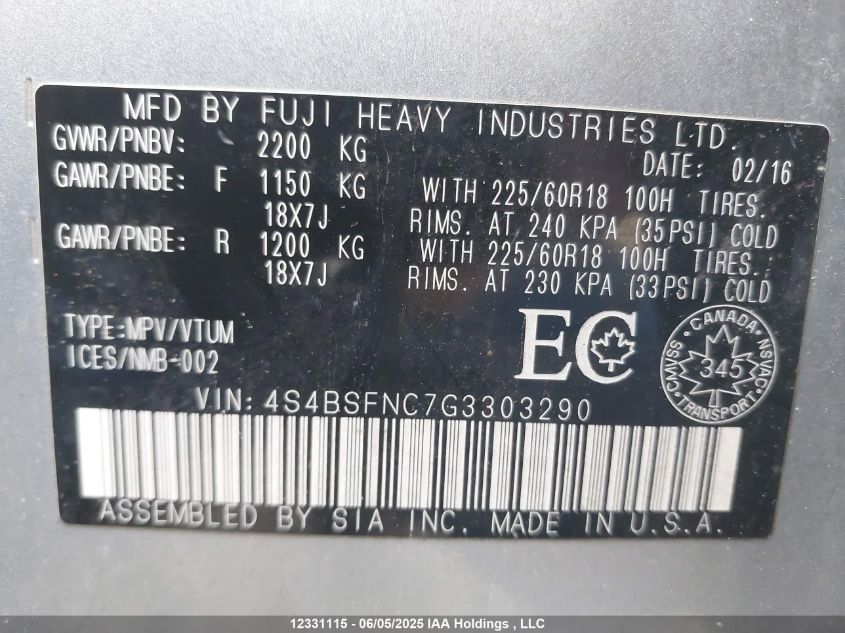 MFD BY FUJI HEAVY INDUSTRIES LTD.
GVWR/PNBV: 2200 KG DATE: 02/16
GAWR/PNBE: F 1150 KG WITH 225/60R18 100H TIRES.
18X7J RIMS. AT 240 KPA (35PSI) COLD
GAWR/PNBE: R 1200 KG WITH 225/60R18 100H TIRES.
18X7J RIMS. AT 230 KPA (33PSI) COLD
TYPE:MPV/VTUM
ICES/NMB-002
EC
CANADA
CMVSS 345 NSVAC
TRANSPORT
VIN: 4S4BSFNC7G3303290
ASSEMBLED BY SIA INC. MADE IN U.S.A.
12331115 - 06/05/2025 IAA Holdings , LLC